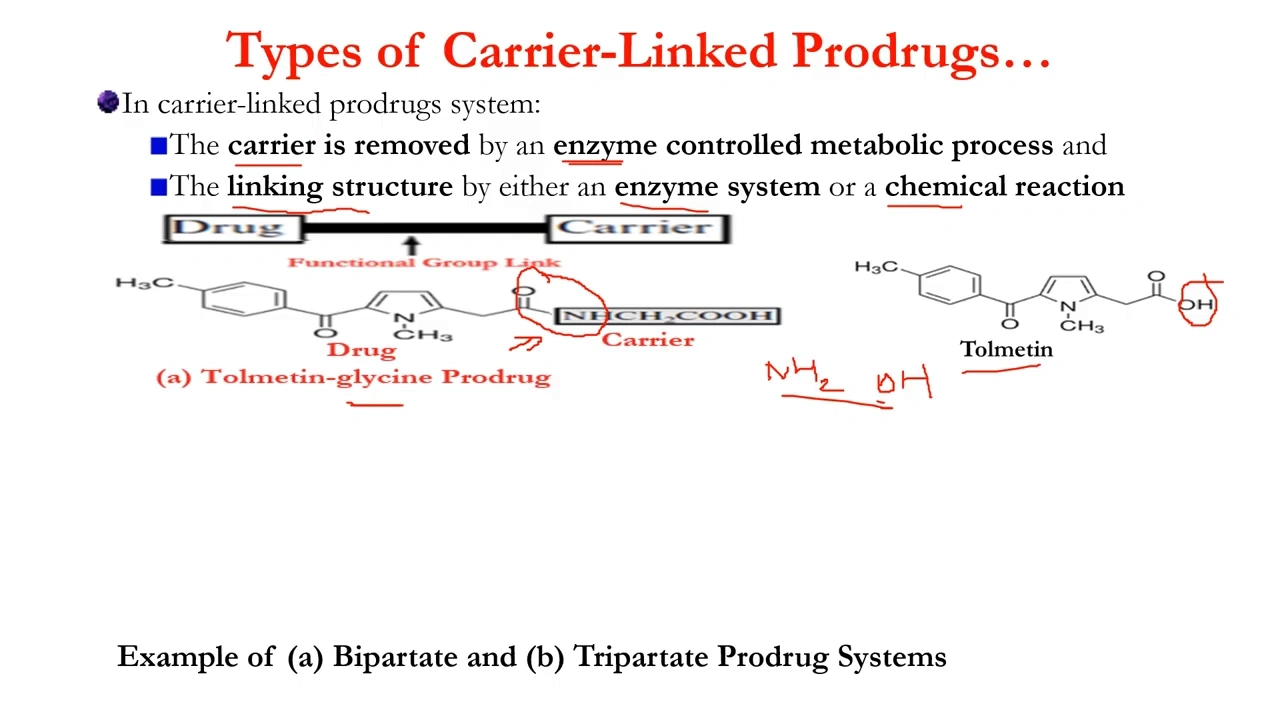 Types of Carrier-Linked Prodrugs…
In carrier-linked prodrugs system:
The carrier is removed by an enzyme controlled metabolic process and
The linking structure by either an enzyme system or a chemical reaction
Drug Carrier
Functional Group Link
H₃C O NHCH₂COOH
O N CH₃
Drug Carrier
(a) Tolmetin-glycine Prodrug
H₃C O OH
O N CH₃
Tolmetin
NH₂ OH
Example of (a) Bipartate and (b) Tripartate Prodrug Systems